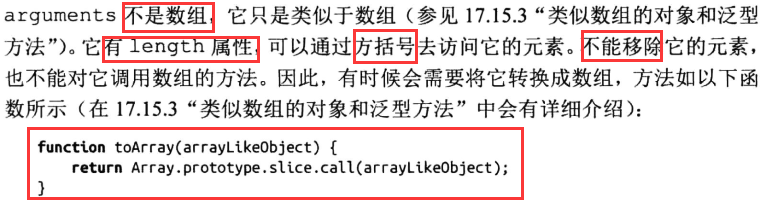 arguments 不是数组，它只是类似于数组（参见 17.15.3“类似数组的对象和泛型
方法”）。它有 length 属性，可以通过方括号去访问它的元素。不能移除它的元素，
也不能对它调用数组的方法。因此，有时候会需要将它转换成数组，方法如以下函
数所示（在 17.15.3“类似数组的对象和泛型方法”中会有详细介绍）：
function toArray(arrayLikeObject) {
    return Array.prototype.slice.call(arrayLikeObject);
}